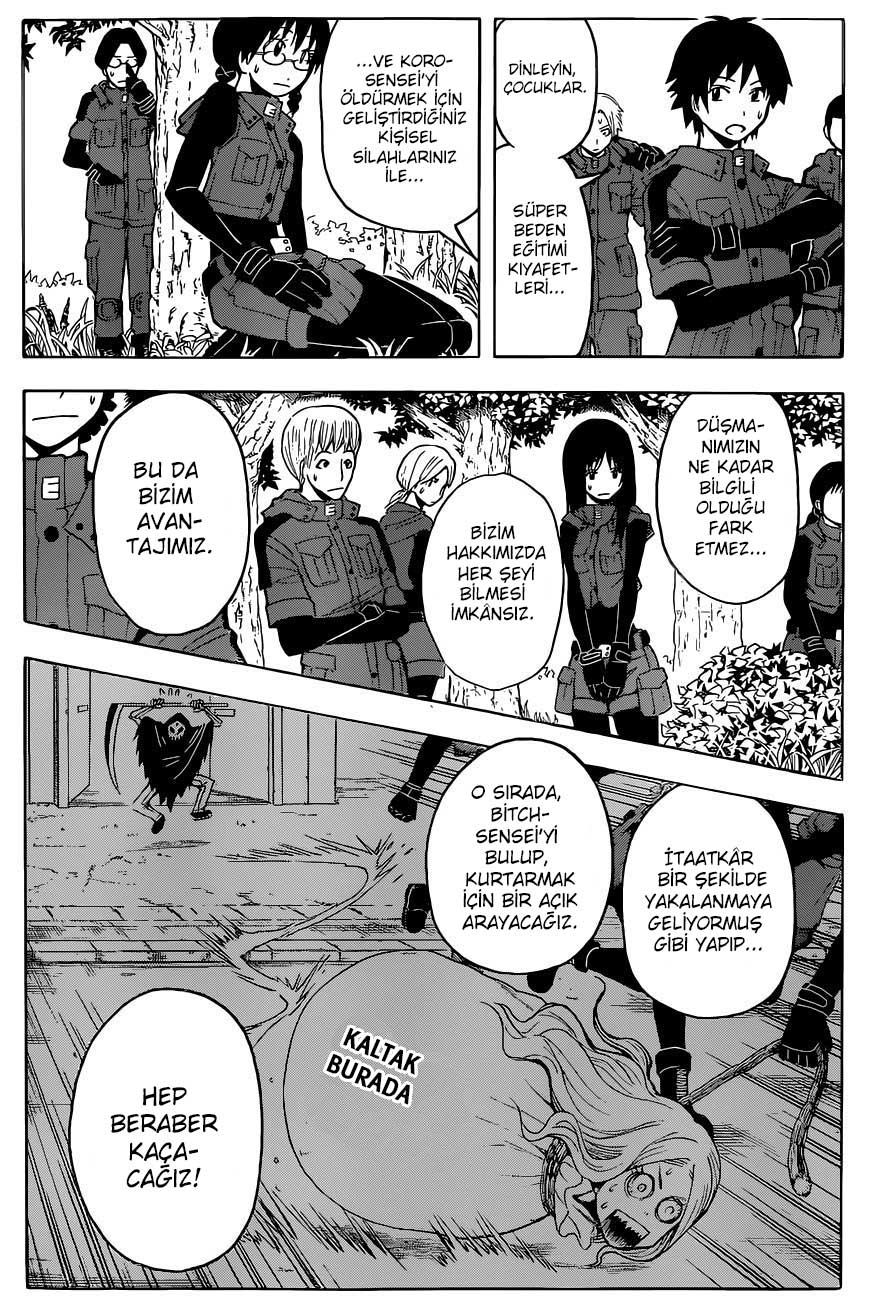 DİNLEYİN,
ÇOCUKLAR.
SÜPER
BEDEN
EĞİTİMİ
KIYAFET-
LERİ...
...VE KORO-
SENSEİ'Yİ
ÖLDÜRMEK İÇİN
GELİŞTİRDİĞİNİZ
KİŞİSEL
SİLAHLARINIZ
İLE...
DÜŞMA-
NIMIZIN
NE KADAR
BİLGİLİ
OLDUĞU
FARK
ETMEZ...
BİZİM
HAKKIMIZDA
HER ŞEYİ
BİLMESİ
İMKÂNSIZ.
BU DA
BİZİM
AVAN-
TAJIMIZ.
İTAATKÂR
BİR ŞEKİLDE
YAKALANMAYA
GELİYORMUŞ
GİBİ YAPIP...
O SIRADA,
BITCH-
SENSEİ'Yİ
BULUP,
KURTARMAK
İÇİN BİR AÇIK
ARAYACAĞIZ.
KALTAK
BURADA
HEP
BERABER
KAÇA-
CAĞIZ!